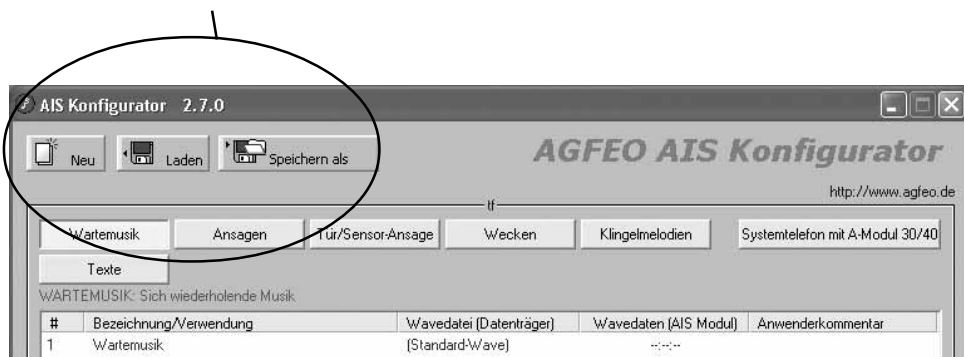 AIS Konfigurator 2.7.0
Neu Laden Speichern als
AGFEO AIS Konfigurator
http://www.agfeo.de
tf
Wartemusik Ansagen Tür/Sensor-Ansage Wecken Klingelmelodien Systemtelefon mit A-Modul 30/40
Texte
WARTEMUSIK: Sich wiederholende Musik
# Bezeichnung/Verwendung Wavedatei (Datenträger) Wavedaten (AIS Modul) Anwenderkommentar
1 Wartemusik (Standard-Wave) --:--:--